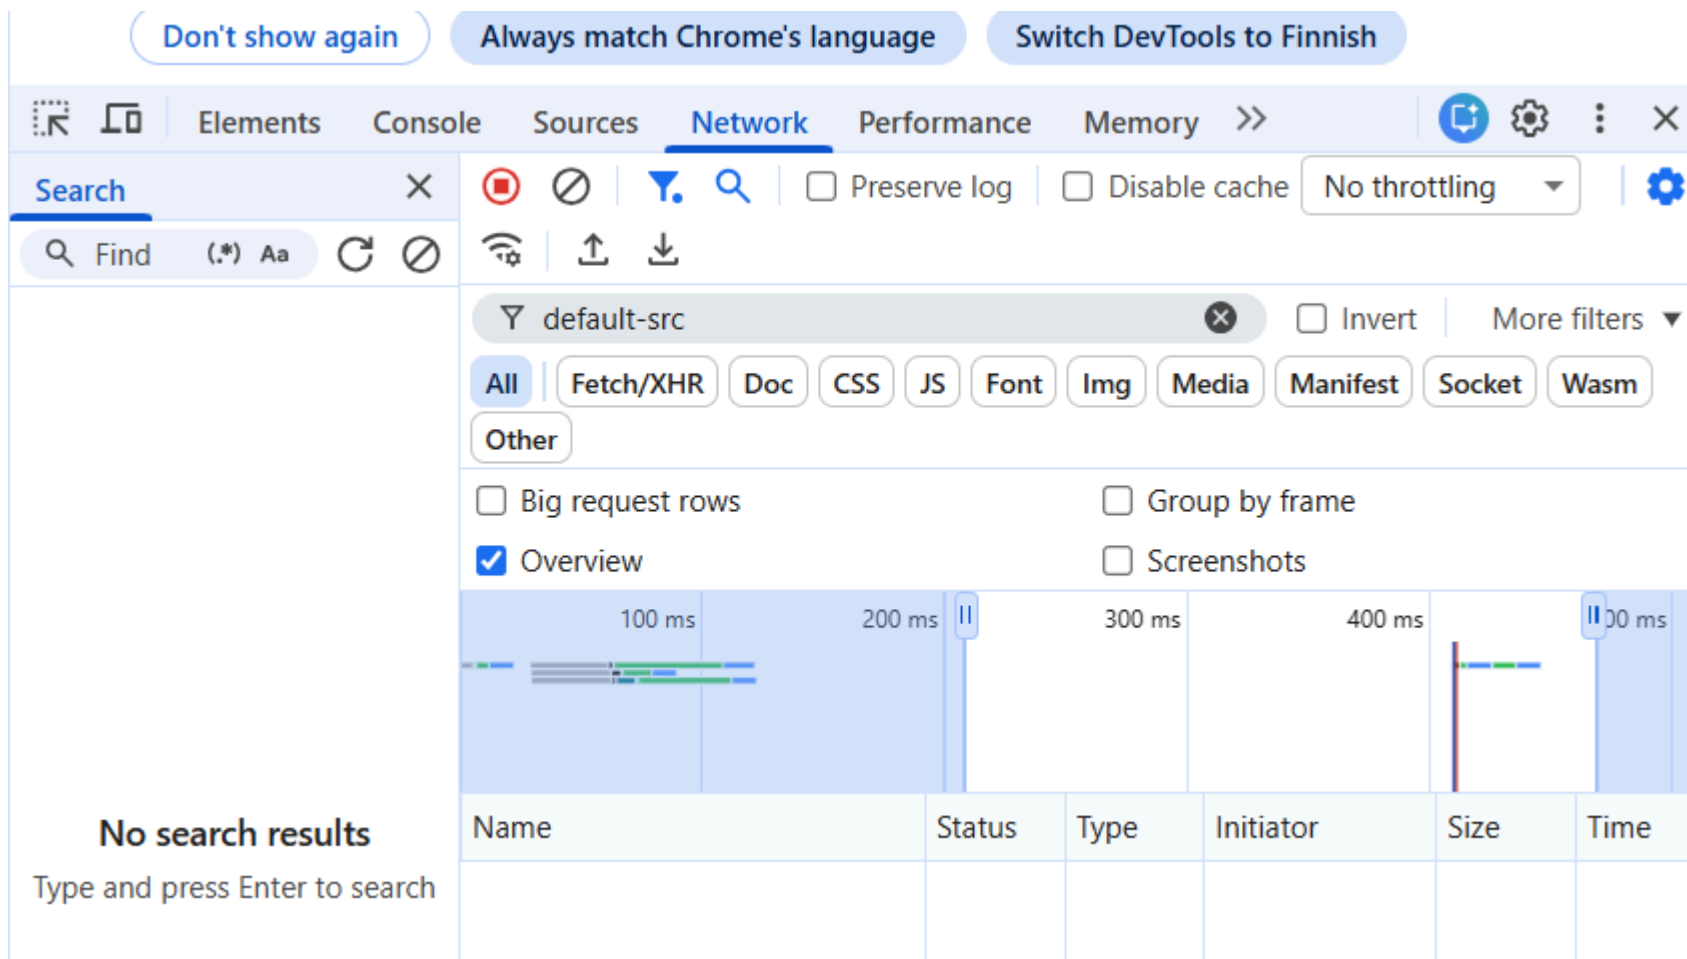 Don't show again Always match Chrome's language Switch DevTools to Finnish
Elements Console Sources Network Performance Memory
Search
Preserve log Disable cache No throttling
Find (.*) Aa
default-src Invert More filters
All Fetch/XHR Doc CSS JS Font Img Media Manifest Socket Wasm
Other
Big request rows Group by frame
Overview Screenshots
100 ms 200 ms 300 ms 400 ms 00 ms
Name Status Type Initiator Size Time
No search results
Type and press Enter to search